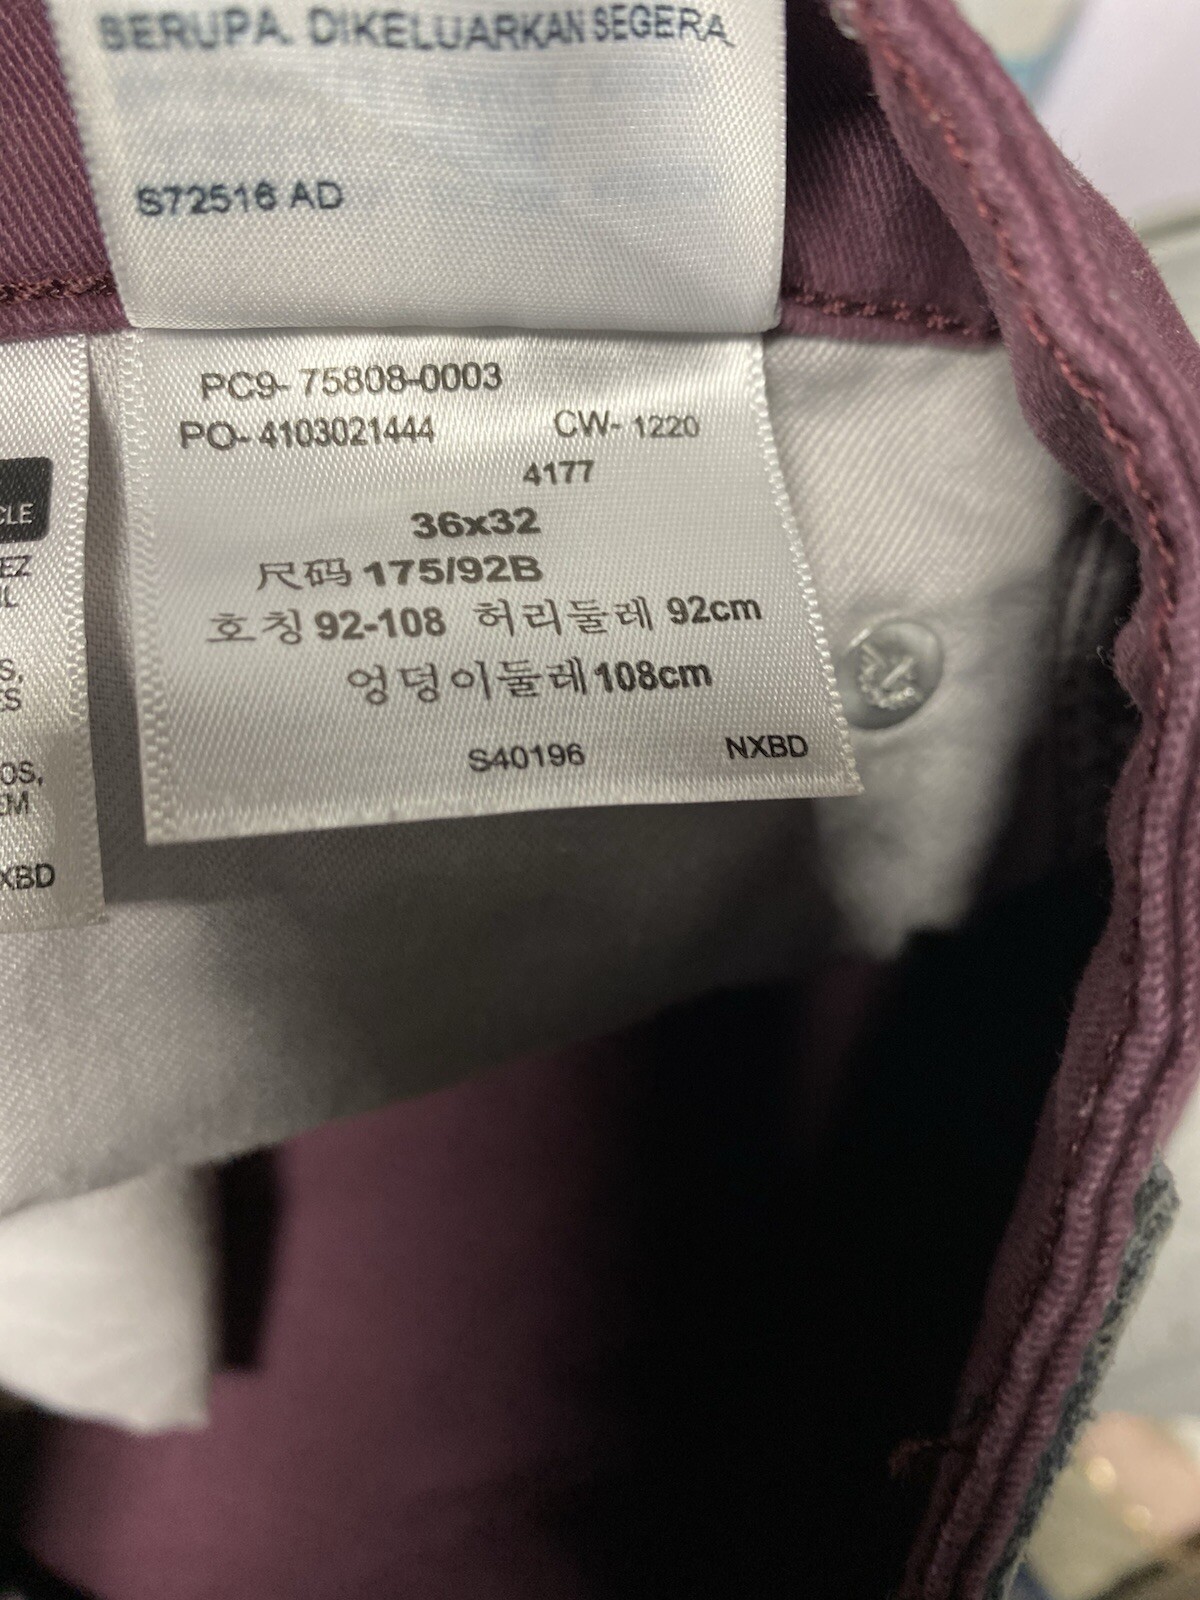 BERUPA. DIKELUARKAN SEGERA
S72516 AD
PC9- 75808-0003
PO- 4103021444 CW- 1220
4177
36x32
尺码 175/92B
호칭 92-108 허리둘레 92cm
엉덩이둘레 108cm
S40196 NXBD
CLE
EZ
IL
S,
ES
OS,
EM
XBD